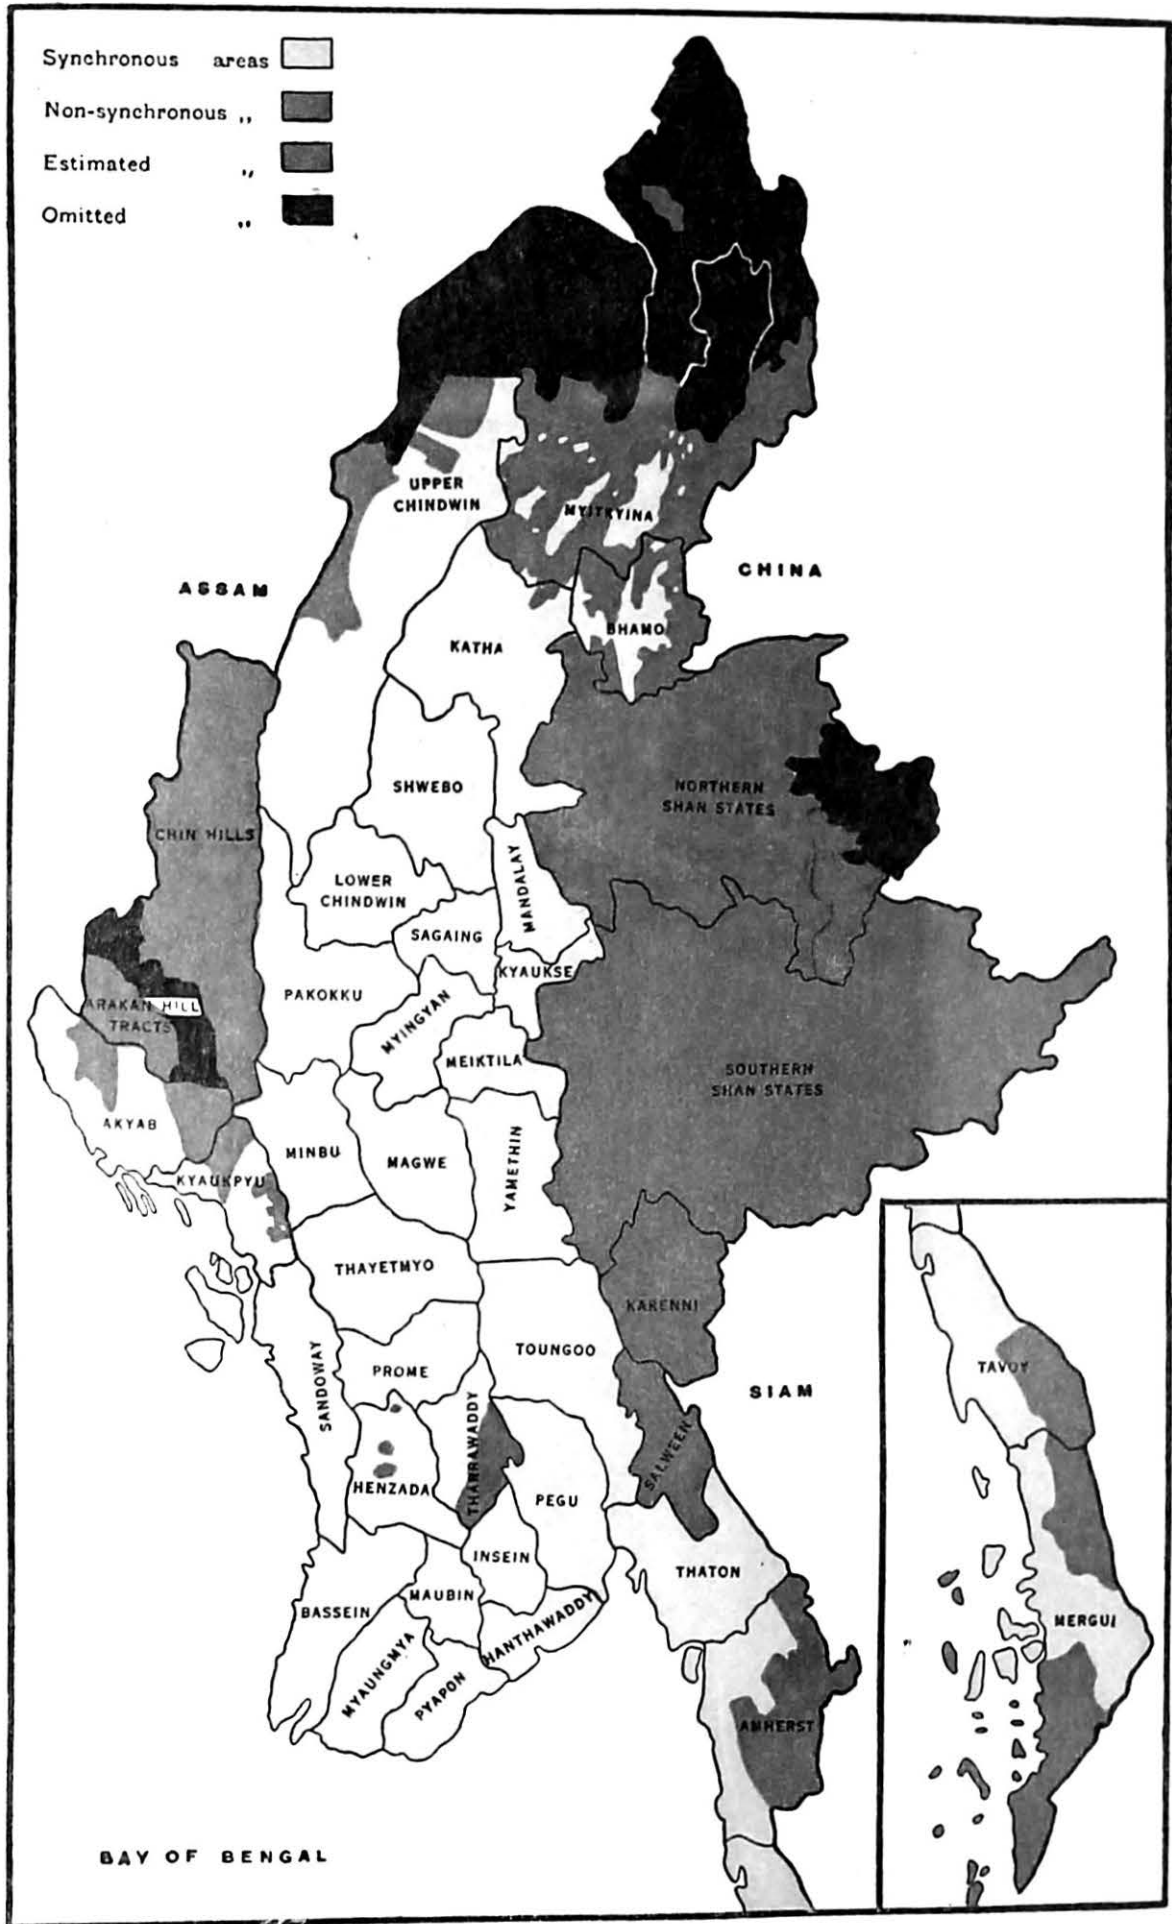 Synchronous areas
Non-synchronous ,,
Estimated ,,
Omitted ,,
UPPER
CHINDWIN
MYITKYINA
CHINA
ASSAM
BHAMO
KATHA
NORTHERN
SHAN STATES
SHWEBO
CHIN HILLS
MANDALAY
LOWER
CHINDWIN
SAGAING
KYAUKSE
PAKOKKU
ARAKAN HILL
TRACTS
MYINGYAN
MEIKTILA
SOUTHERN
SHAN STATES
AKYAB
MINBU
MAGWE
YAMETHIN
KYAUKPYU
THAYETMYO
KARENNI
TOUNGOO
PROME
SANDOWAY
SIAM
TAVOY
THARRAWADDY
SALWEEN
HENZADA
PEGU
INSEIN
THATON
MAUBIN
BASSEIN
HANTHAWADDY
MERGUI
MYAUNGMYA
PYAPON
AMHERST
BAY OF BENGAL